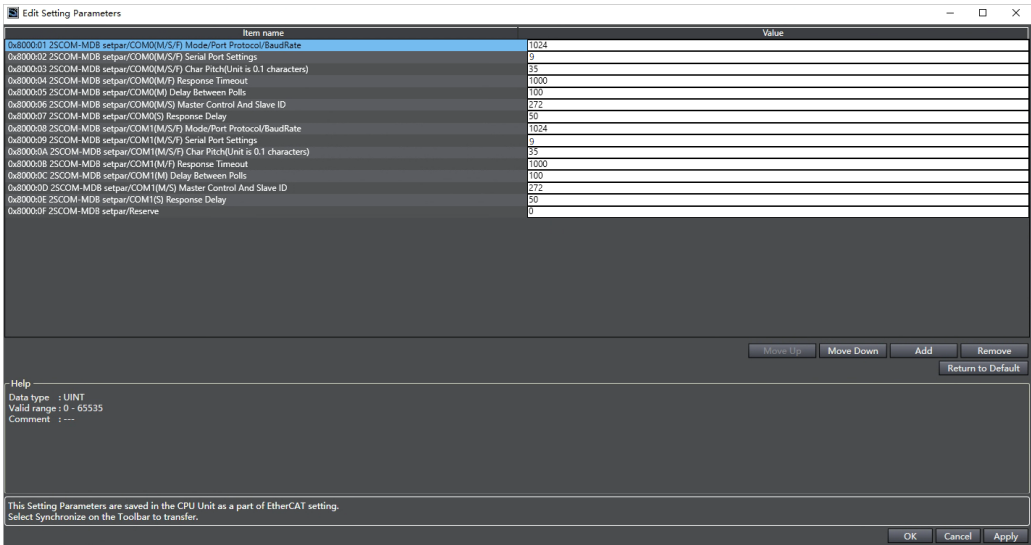 Edit Setting Parameters
Item name Value
0x8000:01 2SCOM-MDB setpar/COM0(M/S/F) Mode/Port Protocol/BaudRate 1024
0x8000:02 2SCOM-MDB setpar/COM0(M/S/F) Serial Port Settings 9
0x8000:03 2SCOM-MDB setpar/COM0(M/S/F) Char Pitch(Unit is 0.1 characters) 35
0x8000:04 2SCOM-MDB setpar/COM0(M/F) Response Timeout 1000
0x8000:05 2SCOM-MDB setpar/COM0(M) Delay Between Polls 100
0x8000:06 2SCOM-MDB setpar/COM0(M/S) Master Control And Slave ID 272
0x8000:07 2SCOM-MDB setpar/COM0(S) Response Delay 50
0x8000:08 2SCOM-MDB setpar/COM1(M/S/F) Mode/Port Protocol/BaudRate 1024
0x8000:09 2SCOM-MDB setpar/COM1(M/S/F) Serial Port Settings 9
0x8000:0A 2SCOM-MDB setpar/COM1(M/S/F) Char Pitch(Unit is 0.1 characters) 35
0x8000:0B 2SCOM-MDB setpar/COM1(M/F) Response Timeout 1000
0x8000:0C 2SCOM-MDB setpar/COM1(M) Delay Between Polls 100
0x8000:0D 2SCOM-MDB setpar/COM1(M/S) Master Control And Slave ID 272
0x8000:0E 2SCOM-MDB setpar/COM1(S) Response Delay 50
0x8000:0F 2SCOM-MDB setpar/Reserve 0
Move Up Move Down Add Remove
Return to Default
Help
Data type : UINT
Valid range : 0 - 65535
Comment : ---
This Setting Parameters are saved in the CPU Unit as a part of EtherCAT setting.
Select Synchronize on the Toolbar to transfer.
OK Cancel Apply